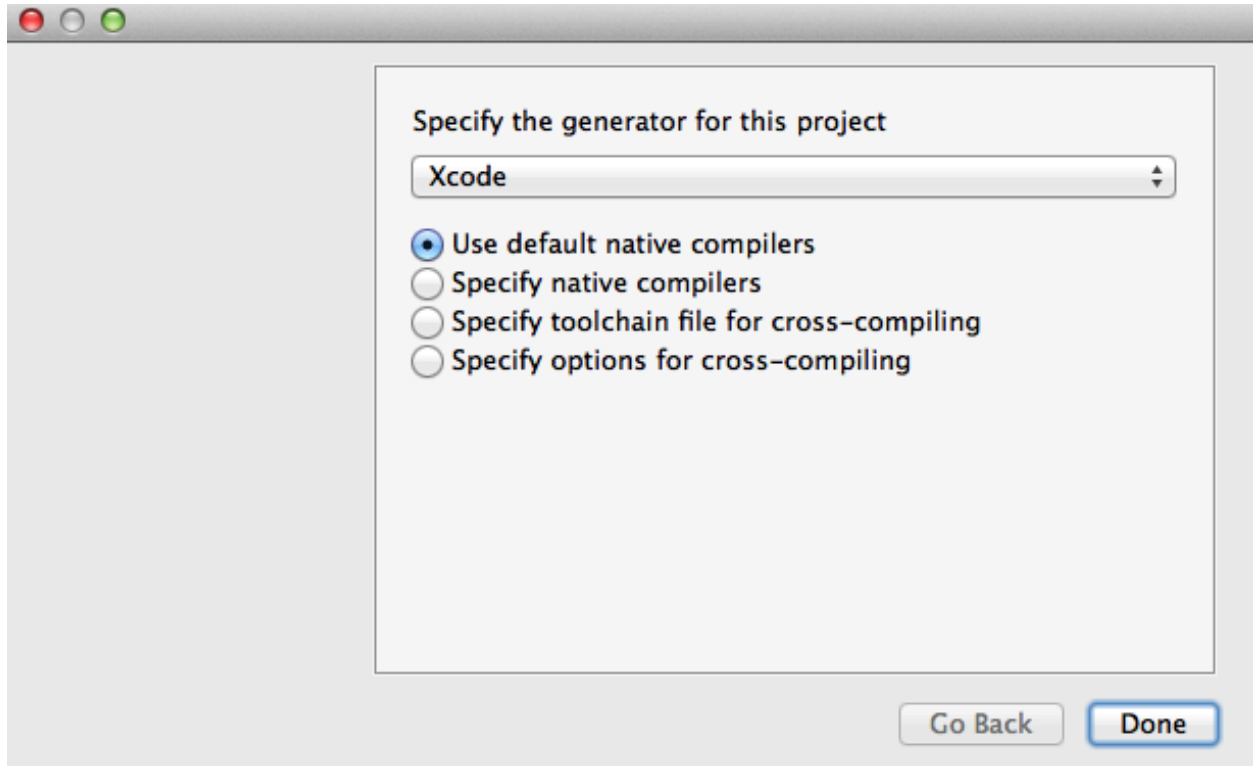 Specify the generator for this project
Xcode
Use default native compilers
Specify native compilers
Specify toolchain file for cross-compiling
Specify options for cross-compiling
Go Back
Done